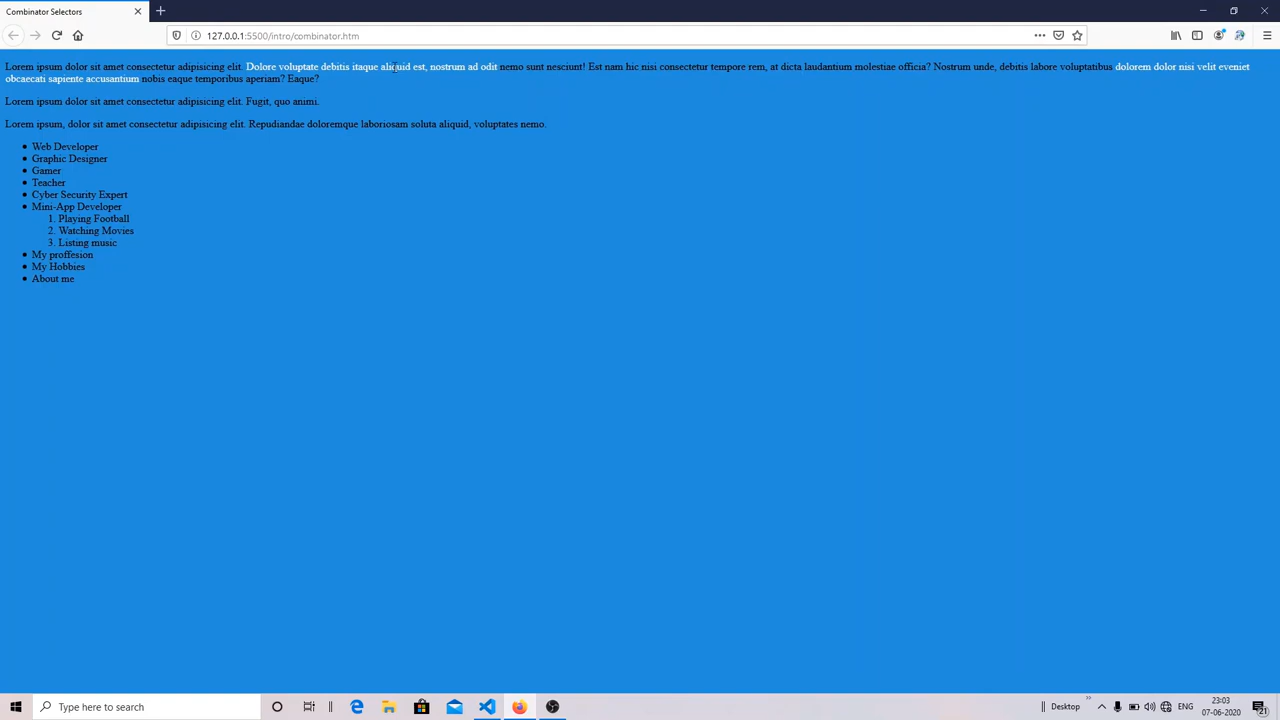 Combinator Selectors
127.0.0.1:5500/intro/combinator.htm
Lorem ipsum dolor sit amet consectetur adipisicing elit. Dolore voluptate debitis itaque aliquid est, nostrum ad odit nemo sunt nesciunt! Est nam hic nisi consectetur tempore rem, at dicta laudantium molestiae officia? Nostrum unde, debitis labore voluptatibus dolorem dolor nisi velit eveniet
obcaecati sapiente accusantium nobis eaque temporibus aperiam? Eaque?
Lorem ipsum dolor sit amet consectetur adipisicing elit. Fugit, quo animi.
Lorem ipsum, dolor sit amet consectetur adipisicing elit. Repudiandae doloremque laboriosam soluta aliquid, voluptates nemo.
• Web Developer
• Graphic Designer
• Gamer
• Teacher
• Cyber Security Expert
• Mini-App Developer
1. Playing Football
2. Watching Movies
3. Listing music
• My proffesion
• My Hobbies
• About me
Type here to search
Desktop
ENG
23:03
07-06-2020
21